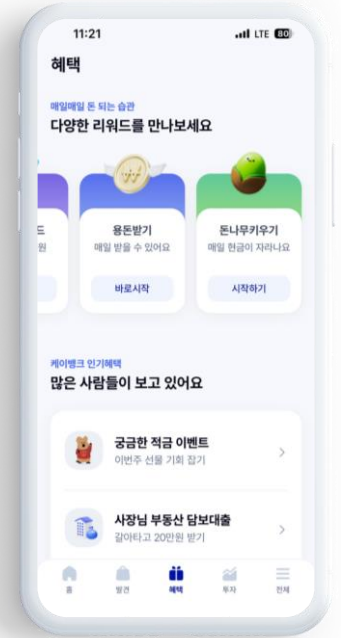 11:21
LTE 80
혜택
매일매일 돈 되는 습관
다양한 리워드를 만나보세요
드
원
용돈받기
매일 받을 수 있어요
바로시작
돈나무키우기
매일 현금이 자라나요
시작하기
케이뱅크 인기혜택
많은 사람들이 보고 있어요
궁금한 적금 이벤트
이번주 선물 기회 잡기
사장님 부동산 담보대출
갈아타고 20만원 받기
홈
발견
혜택
투자
전체